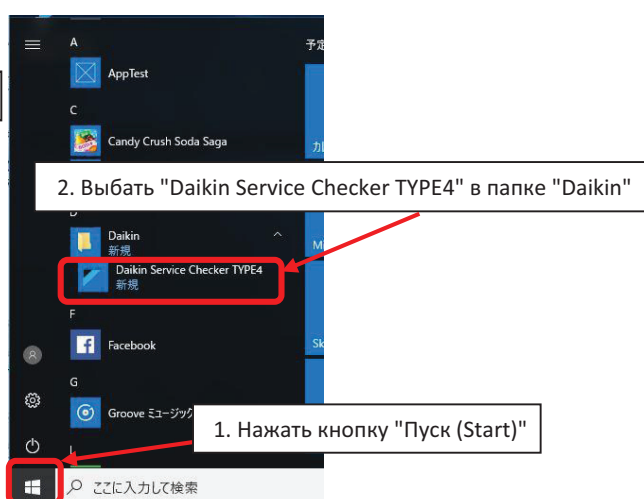 A
予定
AppTest
C
Candy Crush Soda Saga
2. Выбать "Daikin Service Checker TYPE4" в папке "Daikin"
Daikin
新規
Daikin Service Checker TYPE4
新規
F
Facebook
G
Groove ミュージック
1. Нажать кнопку "Пуск (Start)"
ここに入力して検索